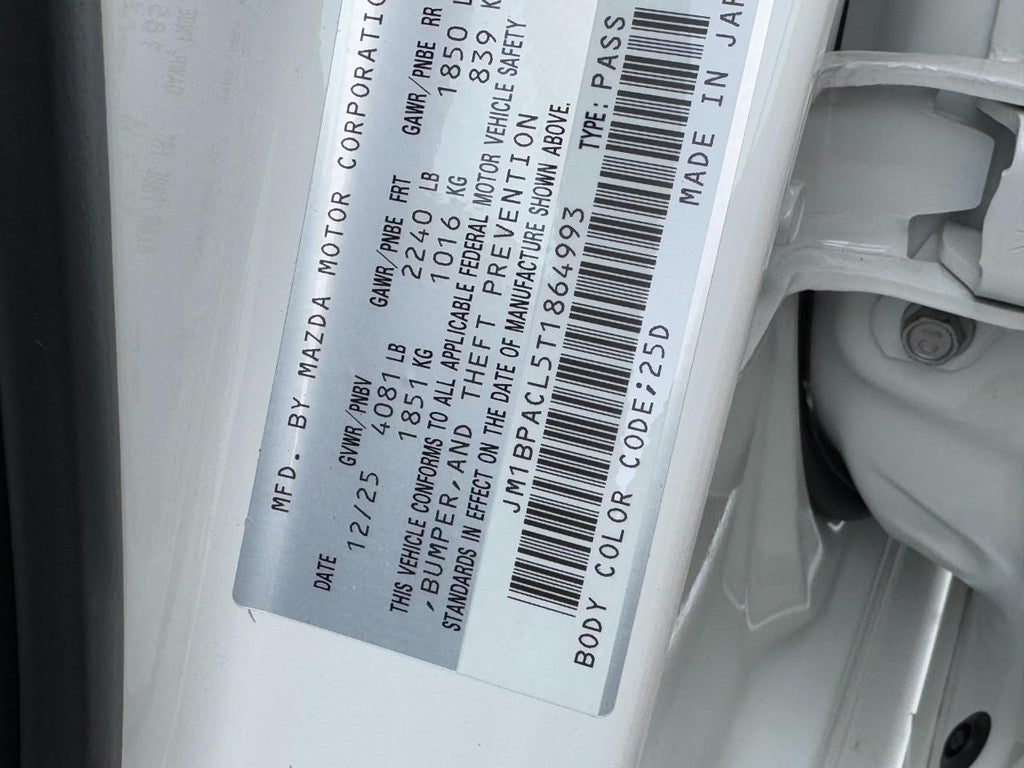 MFD. BY MAZDA MOTOR CORPORATIO
DATE GVWR/PNBV GAWR/PNBE FRT GAWR/PNBE RR
12/25 4081 LB 2240 LB 1850 L
1851 KG 1016 KG 839 K
THIS VEHICLE CONFORMS TO ALL APPLICABLE FEDERAL MOTOR VEHICLE SAFETY
,BUMPER,AND THEFT PREVENTION
STANDARDS IN EFFECT ON THE DATE OF MANUFACTURE SHOWN ABOVE.
JM1BPACL5T1864993 TYPE: PASS
BODY COLOR CODE;25D MADE IN JAP